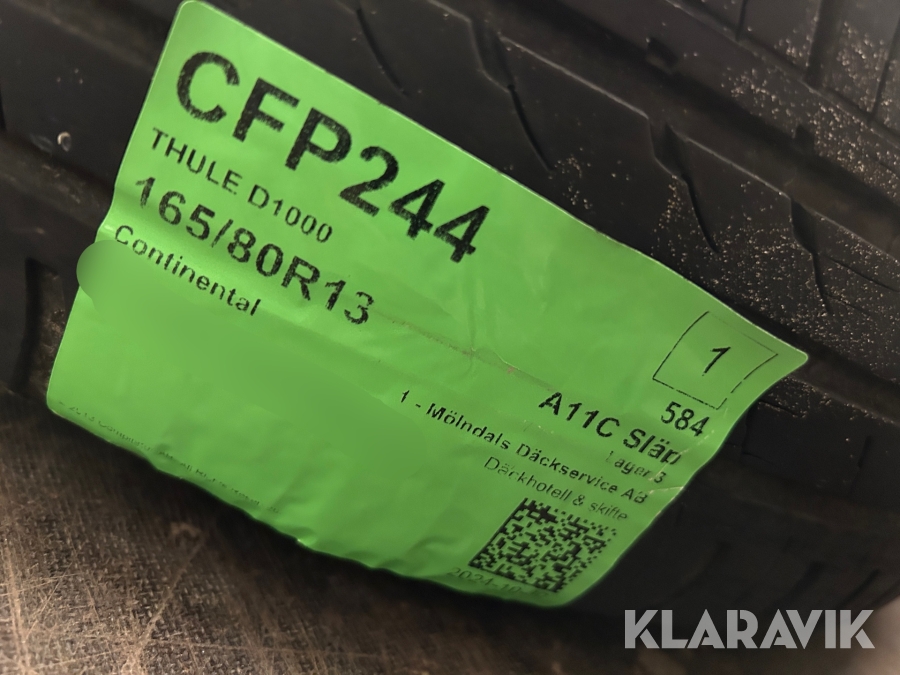 CFP244
THULE D1000
165/80R13
Continental
1
584
A11C Släp
Lager 3
1 - Mölndals Däckservice AB
Däckhotell & skifte
KLARAVIK